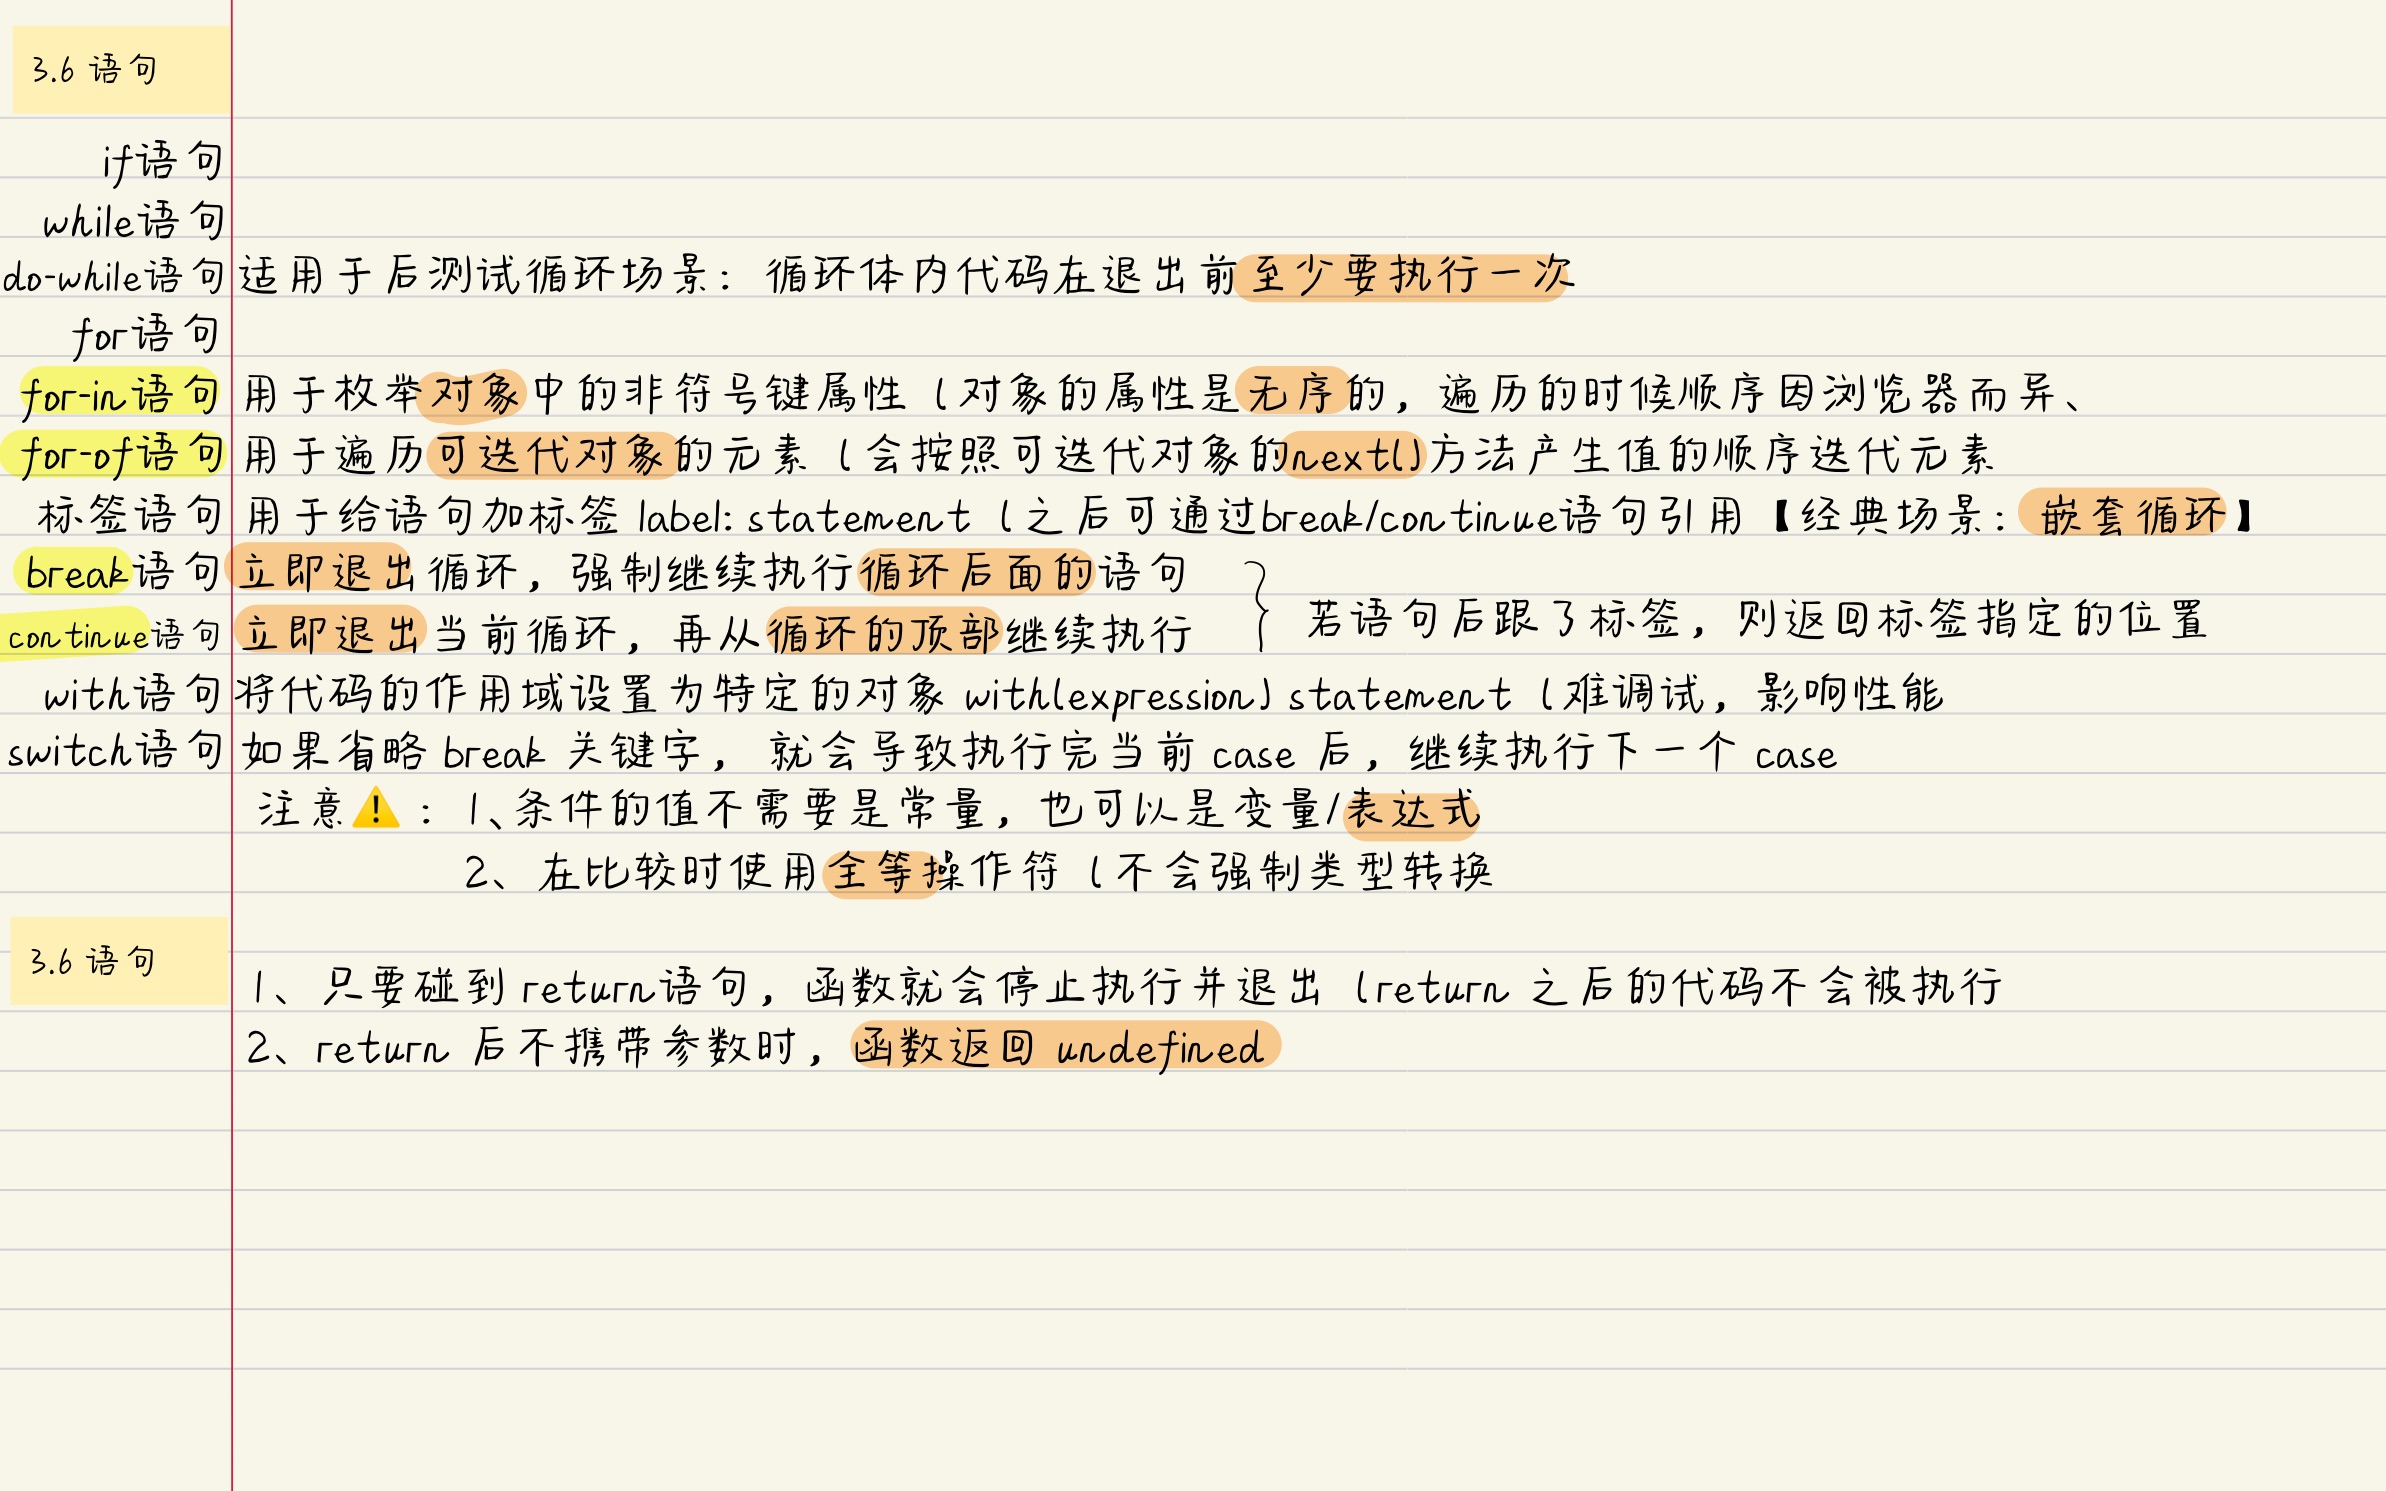 3.6 语句
if语句
while语句
do-while语句 适用于后测试循环场景：循环体内代码在退出前至少要执行一次
for语句
for-in语句 用于枚举对象中的非符号键属性（对象的属性是无序的，遍历的时候顺序因浏览器而异、
for-of语句 用于遍历可迭代对象的元素（会按照可迭代对象的next()方法产生值的顺序迭代元素
标签语句 用于给语句加标签 label: statement（之后可通过break/continue语句引用【经典场景：嵌套循环】
break语句 立即退出循环，强制继续执行循环后面的语句
continue语句 立即退出当前循环，再从循环的顶部继续执行
若语句后跟了标签，则返回标签指定的位置
with语句 将代码的作用域设置为特定的对象 with(expression) statement（难调试，影响性能
switch语句 如果省略 break 关键字，就会导致执行完当前 case 后，继续执行下一个 case
注意⚠️：1、条件的值不需要是常量，也可以是变量/表达式
2、在比较时使用全等操作符（不会强制类型转换
3.6 语句
1、只要碰到 return语句，函数就会停止执行并退出（return 之后的代码不会被执行
2、return 后不携带参数时，函数返回 undefined